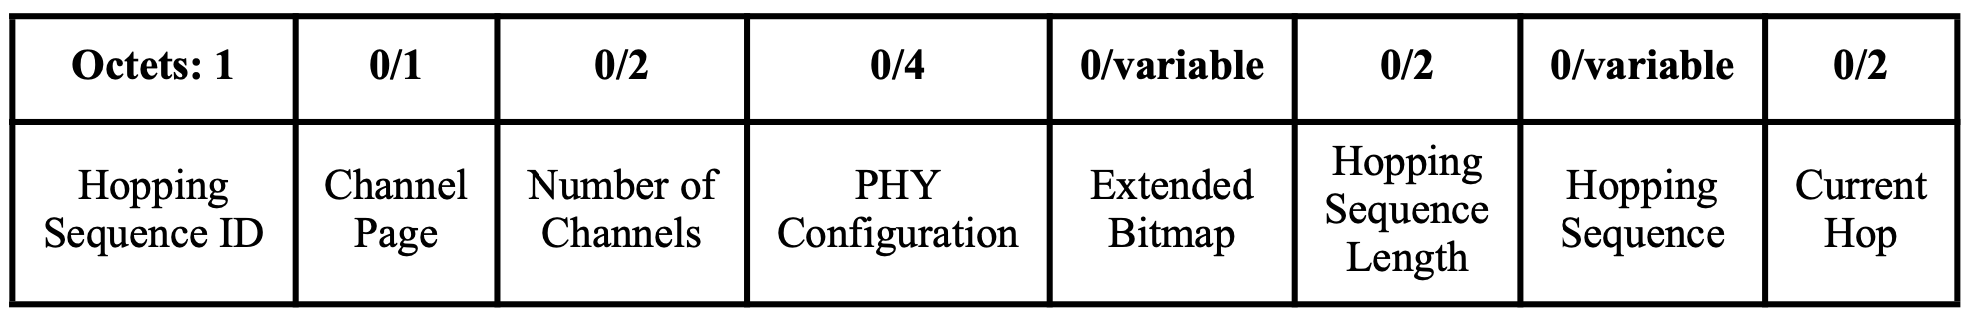 Octets: 1 0/1 0/2 0/4 0/variable 0/2 0/variable 0/2
Hopping
Sequence ID
Channel
Page
Number of
Channels
PHY
Configuration
Extended
Bitmap
Hopping
Sequence
Length
Hopping
Sequence
Current
Hop